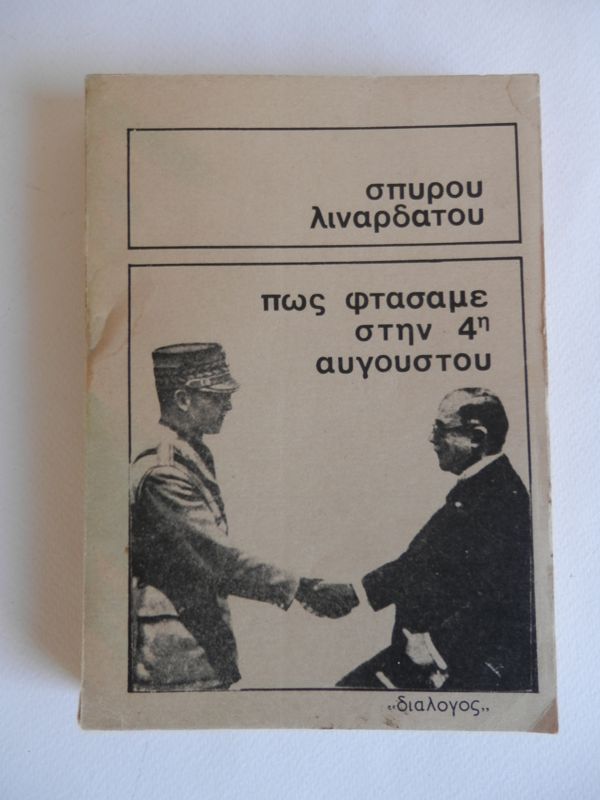 σπυρου
λιναρδατου
πως φτασαμε
στην 4η
αυγουστου
„διαλογος„